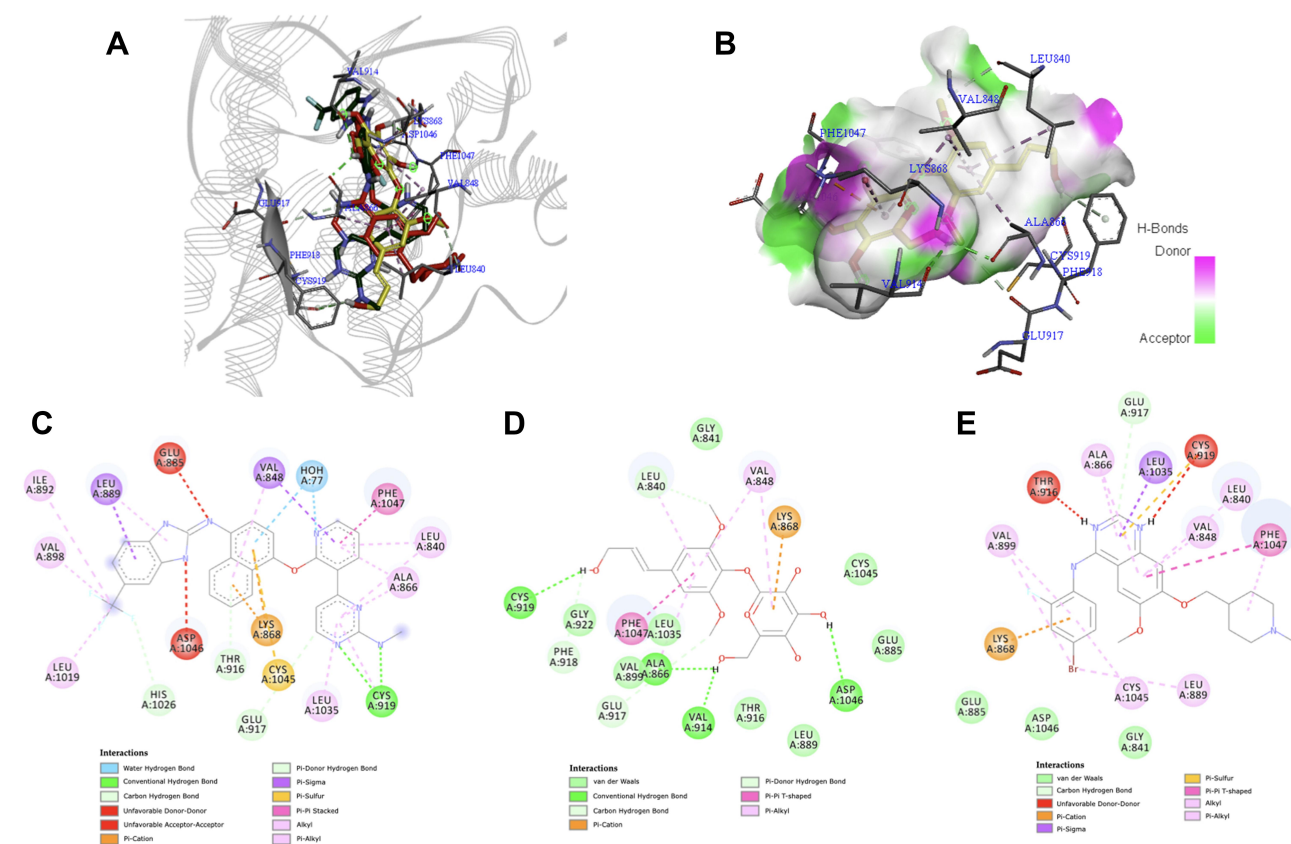 A
VAL914
LYS868
ASP1046
PHE1047
VAL848
GLU917
ALA866
PHE918
CYS919
LEU840
B
LEU840
VAL848
PHE1047
LYS868
ALA866
CYS919
PHE918
VAL914
GLU917
H-Bonds
Donor
Acceptor
C
GLU
A:885
ILE
A:892
LEU
A:889
VAL
A:848
HOH
A:77
PHE
A:1047
VAL
A:898
LEU
A:840
ALA
A:866
N
N
N
N
O
N
N
N
LEU
A:1019
ASP
A:1046
LYS
A:868
THR
A:916
CYS
A:1045
HIS
A:1026
GLU
A:917
LEU
A:1035
CYS
A:919
Interactions
Water Hydrogen Bond
Conventional Hydrogen Bond
Carbon Hydrogen Bond
Unfavorable Donor-Donor
Unfavorable Acceptor-Acceptor
Pi-Cation
Pi-Donor Hydrogen Bond
Pi-Sigma
Pi-Sulfur
Pi-Pi Stacked
Alkyl
Pi-Alkyl
D
GLY
A:841
LEU
A:840
VAL
A:848
LYS
A:868
CYS
A:1045
CYS
A:919
GLY
A:922
PHE
A:1047
LEU
A:1035
PHE
A:918
VAL
A:899
ALA
A:866
GLU
A:885
GLU
A:917
VAL
A:914
THR
A:916
ASP
A:1046
LEU
A:889
H
O
O
O
O
O
O
O
O
O
H
H
Interactions
van der Waals
Conventional Hydrogen Bond
Carbon Hydrogen Bond
Pi-Cation
Pi-Donor Hydrogen Bond
Pi-Pi T-shaped
Pi-Alkyl
E
GLU
A:917
ALA
A:866
LEU
A:1035
CYS
A:919
THR
A:916
LEU
A:840
VAL
A:899
VAL
A:848
PHE
A:1047
H
N
N
H
N
O
O
N
Br
LYS
A:868
CYS
A:1045
LEU
A:889
GLU
A:885
ASP
A:1046
GLY
A:841
Interactions
van der Waals
Carbon Hydrogen Bond
Unfavorable Donor-Donor
Pi-Cation
Pi-Sigma
Pi-Sulfur
Pi-Pi T-shaped
Alkyl
Pi-Alkyl